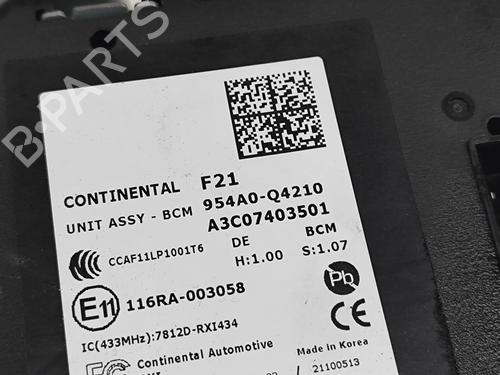 B-PARTS
CONTINENTAL F21
UNIT ASSY - BCM 954A0-Q4210
A3C07403501
CCAF11LP1001T6 DE BCM
H:1.00 S:1.07
E11 116RA-003058 Pb
IC(433MHz):7812D-RXI434 CE
FC Continental Automotive Made in Korea
21100513